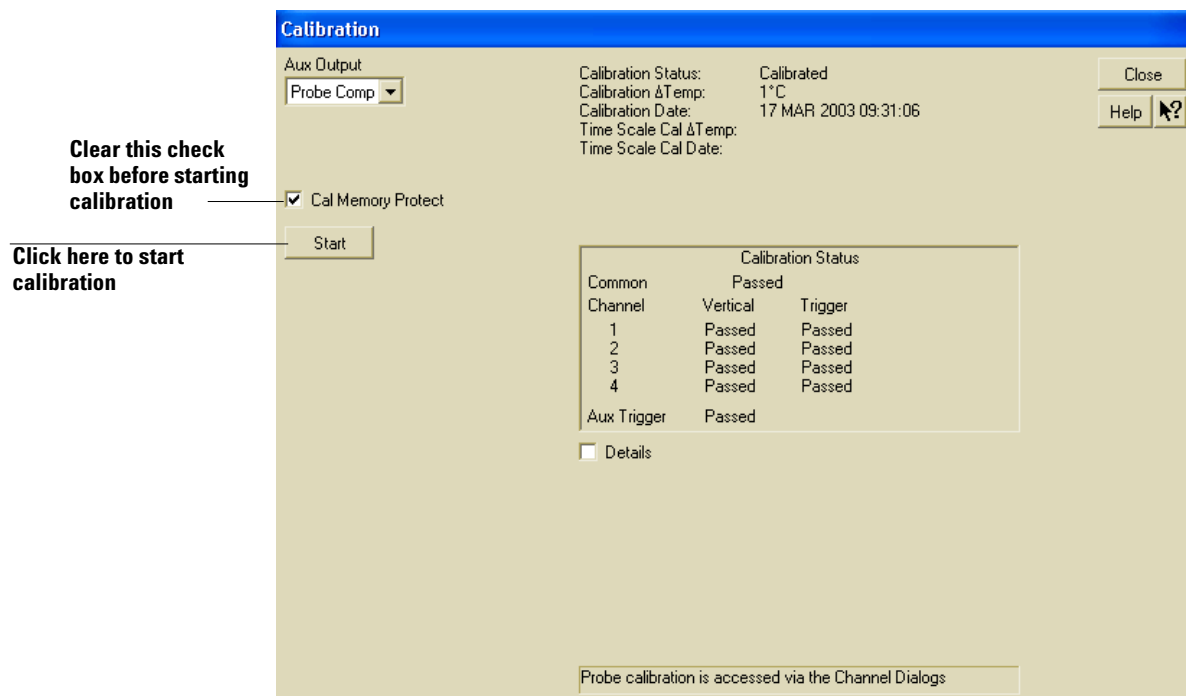 Calibration
Aux Output
Probe Comp
Calibration Status: Calibrated
Calibration ΔTemp: 1°C
Calibration Date: 17 MAR 2003 09:31:06
Time Scale Cal ΔTemp:
Time Scale Cal Date:
Close
Help ?
Clear this check
box before starting
calibration
Cal Memory Protect
Start
Click here to start
calibration
Calibration Status
Common Passed
Channel Vertical Trigger
1 Passed Passed
2 Passed Passed
3 Passed Passed
4 Passed Passed
Aux Trigger Passed
Details
Probe calibration is accessed via the Channel Dialogs